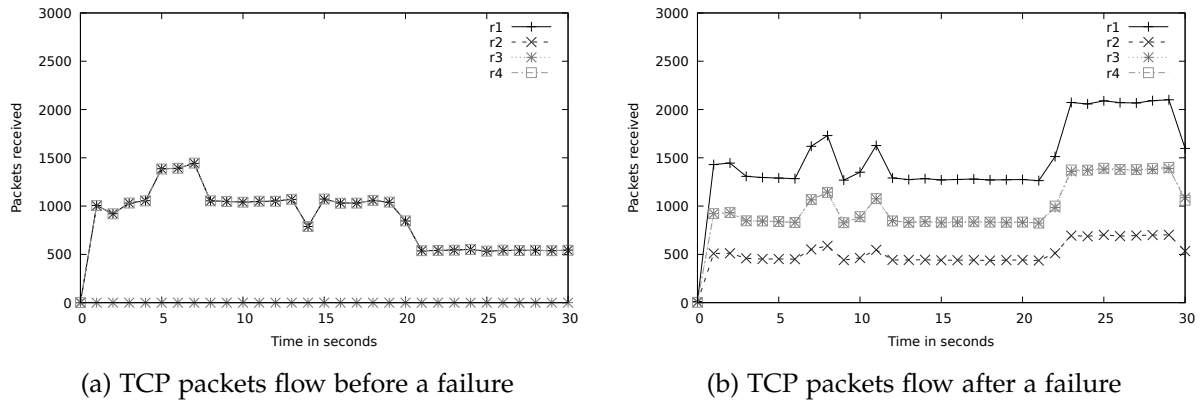 3000
2500
2000
1500
1000
500
0
Packets received
r1
r2
r3
r4
0 5 10 15 20 25 30
Time in seconds
(a) TCP packets flow before a failure
3000
2500
2000
1500
1000
500
0
Packets received
r1
r2
r3
r4
0 5 10 15 20 25 30
Time in seconds
(b) TCP packets flow after a failure